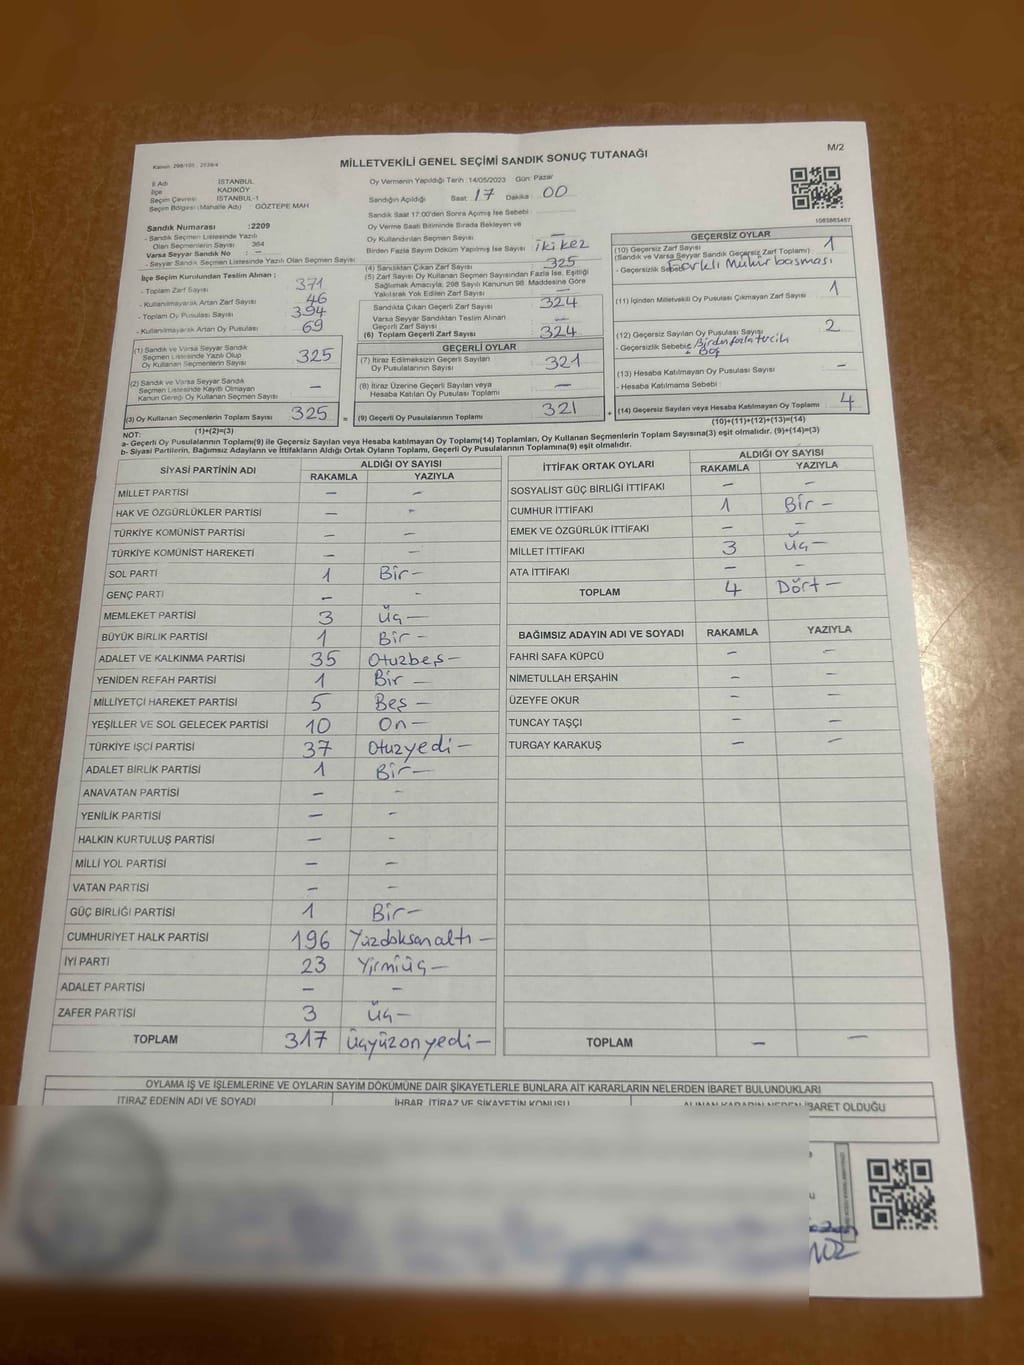 Kanun: 298/105 , 2839/4
MİLLETVEKİLİ GENEL SEÇİMİ SANDIK SONUÇ TUTANAĞI
M/2
İl Adı İSTANBUL
İlçe KADIKÖY
Seçim Çevresi İSTANBUL-1
Seçim Bölgesi (Mahalle Adı) : GÖZTEPE MAH
Sandık Numarası :2209
- Sandık Seçmen Listesinde Yazılı
Olan Seçmenlerin Sayısı 364
Varsa Seyyar Sandık No : —
- Seyyar Sandık Seçmen Listesinde Yazılı Olan Seçmen Sayısı
Oy Vermenin Yapıldığı Tarih : 14/05/2023 Gün: Pazar
Sandığın Açıldığı Saat: 17 Dakika 00
Sandık Saat 17:00'den Sonra Açmış İse Sebebi :
Oy Verme Saati Bitiminde Sırada Bekleyen ve
Oy Kullandırılan Seçmen Sayısı —
Birden Fazla Sayım Döküm Yapılmış İse Sayısı iki kez
(4) Sandıktan Çıkan Zarf Sayısı 325
(5) Zarf Sayısı Oy Kullanan Seçmen Sayısından Fazla İse, Eşitliği
Sağlamak Amacıyla; 298 Sayılı Kanunun 98. Maddesine Göre
Yakılarak Yok Edilen Zarf Sayısı —
İlçe Seçim Kurulundan Teslim Alınan ;
- Toplam Zarf Sayısı 371
- Kullanılmayarak Artan Zarf Sayısı 46
- Toplam Oy Pusulası Sayısı 394
- Kullanılmayarak Artan Oy Pusulası 69
Sandıkta Çıkan Geçerli Zarf Sayısı 324
Varsa Seyyar Sandıktan Teslim Alınan
Geçerli Zarf Sayısı —
(6) Toplam Geçerli Zarf Sayısı 324
1083865457
GEÇERSİZ OYLAR
(10) Geçersiz Zarf Sayısı 1
(Sandık ve Varsa Seyyar Sandık Geçersiz Zarf Toplamı)
- Geçersizlik Sebebi: Farklı Mühür basması
(11) İçinden Milletvekili Oy Pusulası Çıkmayan Zarf Sayısı 1
(12) Geçersiz Sayılan Oy Pusulası Sayısı 2
- Geçersizlik Sebebi: Birden fazla tercih
+ Boş
(13) Hesaba Katılmayan Oy Pusulası Sayısı —
- Hesaba Katılmama Sebebi :
(14) Geçersiz Sayılan veya Hesaba Katılmayan Oy Toplamı 4
(10)+(11)+(12)+(13)=(14)
(1) Sandık ve Varsa Seyyar Sandık
Seçmen Listesinde Yazılı Olup
Oy Kullanan Seçmenlerin Sayısı 325
(2) Sandık ve Varsa Seyyar Sandık
Seçmen Listesinde Kayıtlı Olmayan
Kanun Gereği Oy Kullanan Seçmen Sayısı —
(3) Oy Kullanan Seçmenlerin Toplam Sayısı 325 =
(1)+(2)=(3)
GEÇERLİ OYLAR
(7) İtiraz Edilmeksizin Geçerli Sayılan
Oy Pusulalarının Sayısı 321
(8) İtiraz Üzerine Geçerli Sayılan veya
Hesaba Katılan Oy Pusulası Sayısı —
(9) Geçerli Oy Pusulalarının Toplamı 321 +
NOT:
a- Geçerli Oy Pusulalarının Toplamı(9) ile Geçersiz Sayılan veya Hesaba katılmayan Oy Toplamı(14) Toplamları, Oy Kullanan Seçmenlerin Toplam Sayısına(3) eşit olmalıdır. (9)+(14)=(3)
b- Siyasi Partilerin, Bağımsız Adayların ve İttifakların Aldığı Ortak Oyların Toplamı, Geçerli Oy Pusulalarının Toplamına(9) eşit olmalıdır.
SİYASİ PARTİNİN ADI ALDIĞI OY SAYISI
RAKAMLA YAZIYLA
MİLLET PARTİSİ — —
HAK VE ÖZGÜRLÜKLER PARTİSİ — —
TÜRKİYE KOMÜNİST PARTİSİ — —
TÜRKİYE KOMÜNİST HAREKETİ — —
SOL PARTİ 1 Bir —
GENÇ PARTİ — —
MEMLEKET PARTİSİ 3 Üç —
BÜYÜK BİRLİK PARTİSİ 1 Bir —
ADALET VE KALKINMA PARTİSİ 35 Otuzbeş —
YENİDEN REFAH PARTİSİ 1 Bir —
MİLLİYETÇİ HAREKET PARTİSİ 5 Beş —
YEŞİLLER VE SOL GELECEK PARTİSİ 10 On —
TÜRKİYE İŞÇİ PARTİSİ 37 Otuzyedi —
ADALET BİRLİK PARTİSİ 1 Bir —
ANAVATAN PARTİSİ — —
YENİLİK PARTİSİ — —
HALKIN KURTULUŞ PARTİSİ — —
MİLLİ YOL PARTİSİ — —
VATAN PARTİSİ — —
GÜÇ BİRLİĞİ PARTİSİ 1 Bir —
CUMHURİYET HALK PARTİSİ 196 Yüzdoksanaltı —
İYİ PARTİ 23 Yirmiüç —
ADALET PARTİSİ — —
ZAFER PARTİSİ 3 Üç —
TOPLAM 317 Üçyüzonyedi —
İTTİFAK ORTAK OYLARI ALDIĞI OY SAYISI
RAKAMLA YAZIYLA
SOSYALİST GÜÇ BİRLİĞİ İTTİFAKI — —
CUMHUR İTTİFAKI 1 Bir —
EMEK VE ÖZGÜRLÜK İTTİFAKI — —
MİLLET İTTİFAKI 3 Üç —
ATA İTTİFAKI — —
TOPLAM 4 Dört —
BAĞIMSIZ ADAYIN ADI VE SOYADI RAKAMLA YAZIYLA
FAHRİ SAFA KÜPCÜ — —
NİMETULLAH ERŞAHİN — —
ÜZEYFE OKUR — —
TUNCAY TAŞÇI — —
TURGAY KARAKUŞ — —
TOPLAM — —
OYLAMA İŞ VE İŞLEMLERİNE VE OYLARIN SAYIM DÖKÜMÜNE DAİR ŞİKAYETLERLE BUNLARA AİT KARARLARIN NELERDEN İBARET BULUNDUKLARI
İTİRAZ EDENİN ADI VE SOYADI İHBAR, İTİRAZ VE ŞİKAYETİN KONUSU ALINAN KARARIN NEDEN İBARET OLDUĞU